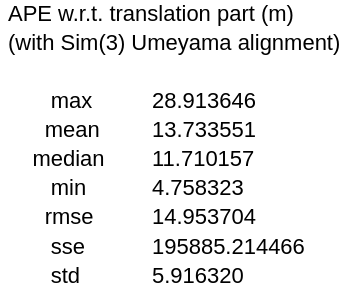 APE w.r.t. translation part (m)
(with Sim(3) Umeyama alignment)
max 28.913646
mean 13.733551
median 11.710157
min 4.758323
rmse 14.953704
sse 195885.214466
std 5.916320